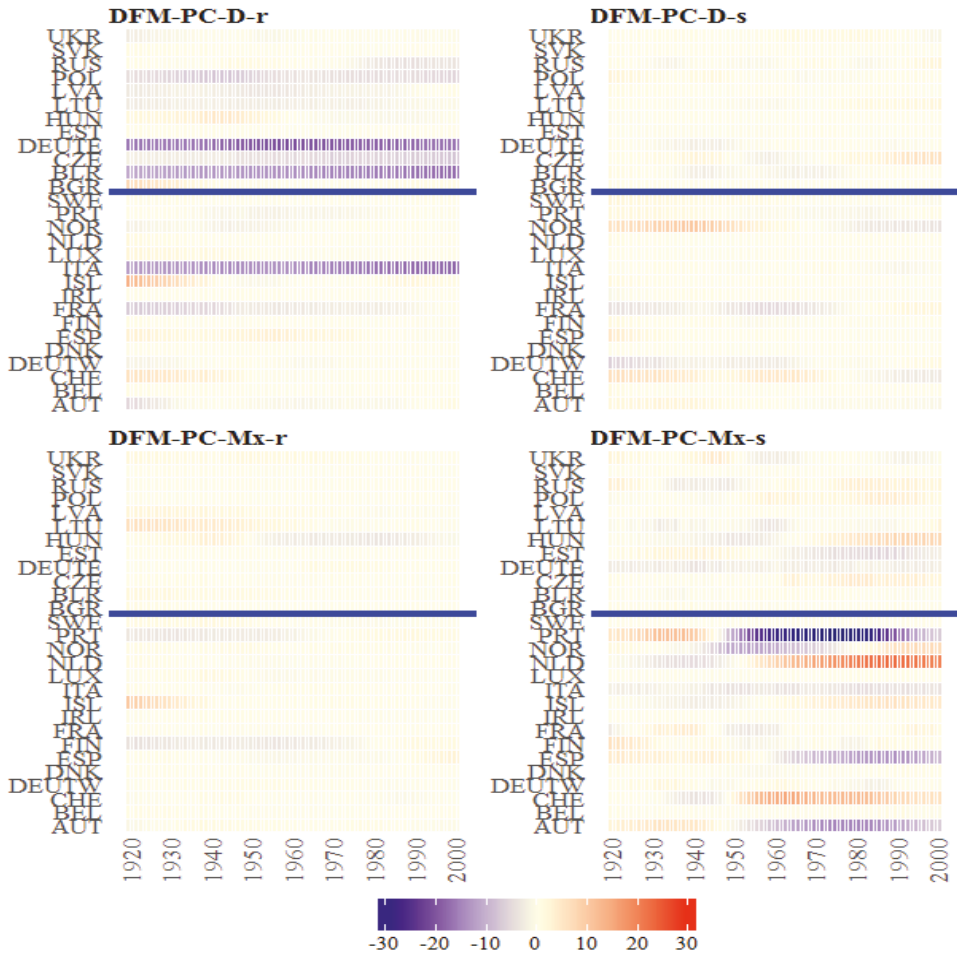 DFM-PC-D-r
UKR
SVK
RUS
POL
LVA
LTU
HUN
EST
DEUTE
CZE
BLR
BGR
SWE
PRT
NOR
NLD
LUX
ITA
ISL
IRL
FRA
FIN
ESP
DNK
DEUTW
CHE
BEL
AUT
DFM-PC-D-s
UKR
SVK
RUS
POL
LVA
LTU
HUN
EST
DEUTE
CZE
BLR
BGR
SWE
PRT
NOR
NLD
LUX
ITA
ISL
IRL
FRA
FIN
ESP
DNK
DEUTW
CHE
BEL
AUT
DFM-PC-Mx-r
UKR
SVK
RUS
POL
LVA
LTU
HUN
EST
DEUTE
CZE
BLR
BGR
SWE
PRT
NOR
NLD
LUX
ITA
ISL
IRL
FRA
FIN
ESP
DNK
DEUTW
CHE
BEL
AUT
1920 1930 1940 1950 1960 1970 1980 1990 2000
DFM-PC-Mx-s
UKR
SVK
RUS
POL
LVA
LTU
HUN
EST
DEUTE
CZE
BLR
BGR
SWE
PRT
NOR
NLD
LUX
ITA
ISL
IRL
FRA
FIN
ESP
DNK
DEUTW
CHE
BEL
AUT
1920 1930 1940 1950 1960 1970 1980 1990 2000
-30 -20 -10 0 10 20 30